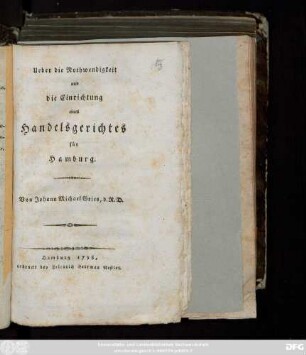 5
Ueber die Nothwendigkeit
und
die Einrichtung
eines
Handelsgerichtes
für
Hamburg.
Von Johann Michael Gries, b. R. D.
Hamburg 1798,
gedruckt bey Friedrich Hermann Nestler.